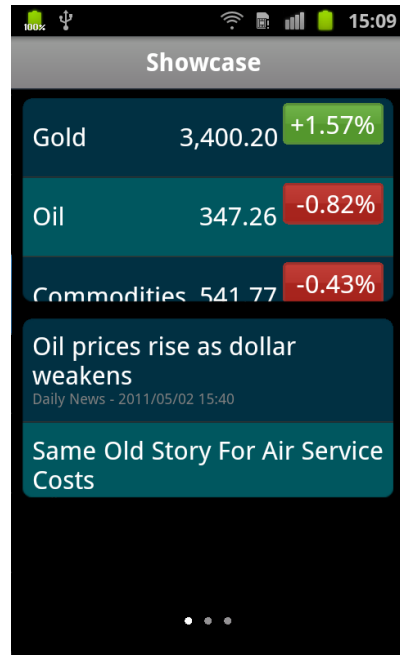 100%
15:09
Showcase
Gold 3,400.20 +1.57%
Oil 347.26 -0.82%
Commodities 541.77 -0.43%
Oil prices rise as dollar
weakens
Daily News - 2011/05/02 15:40
Same Old Story For Air Service
Costs